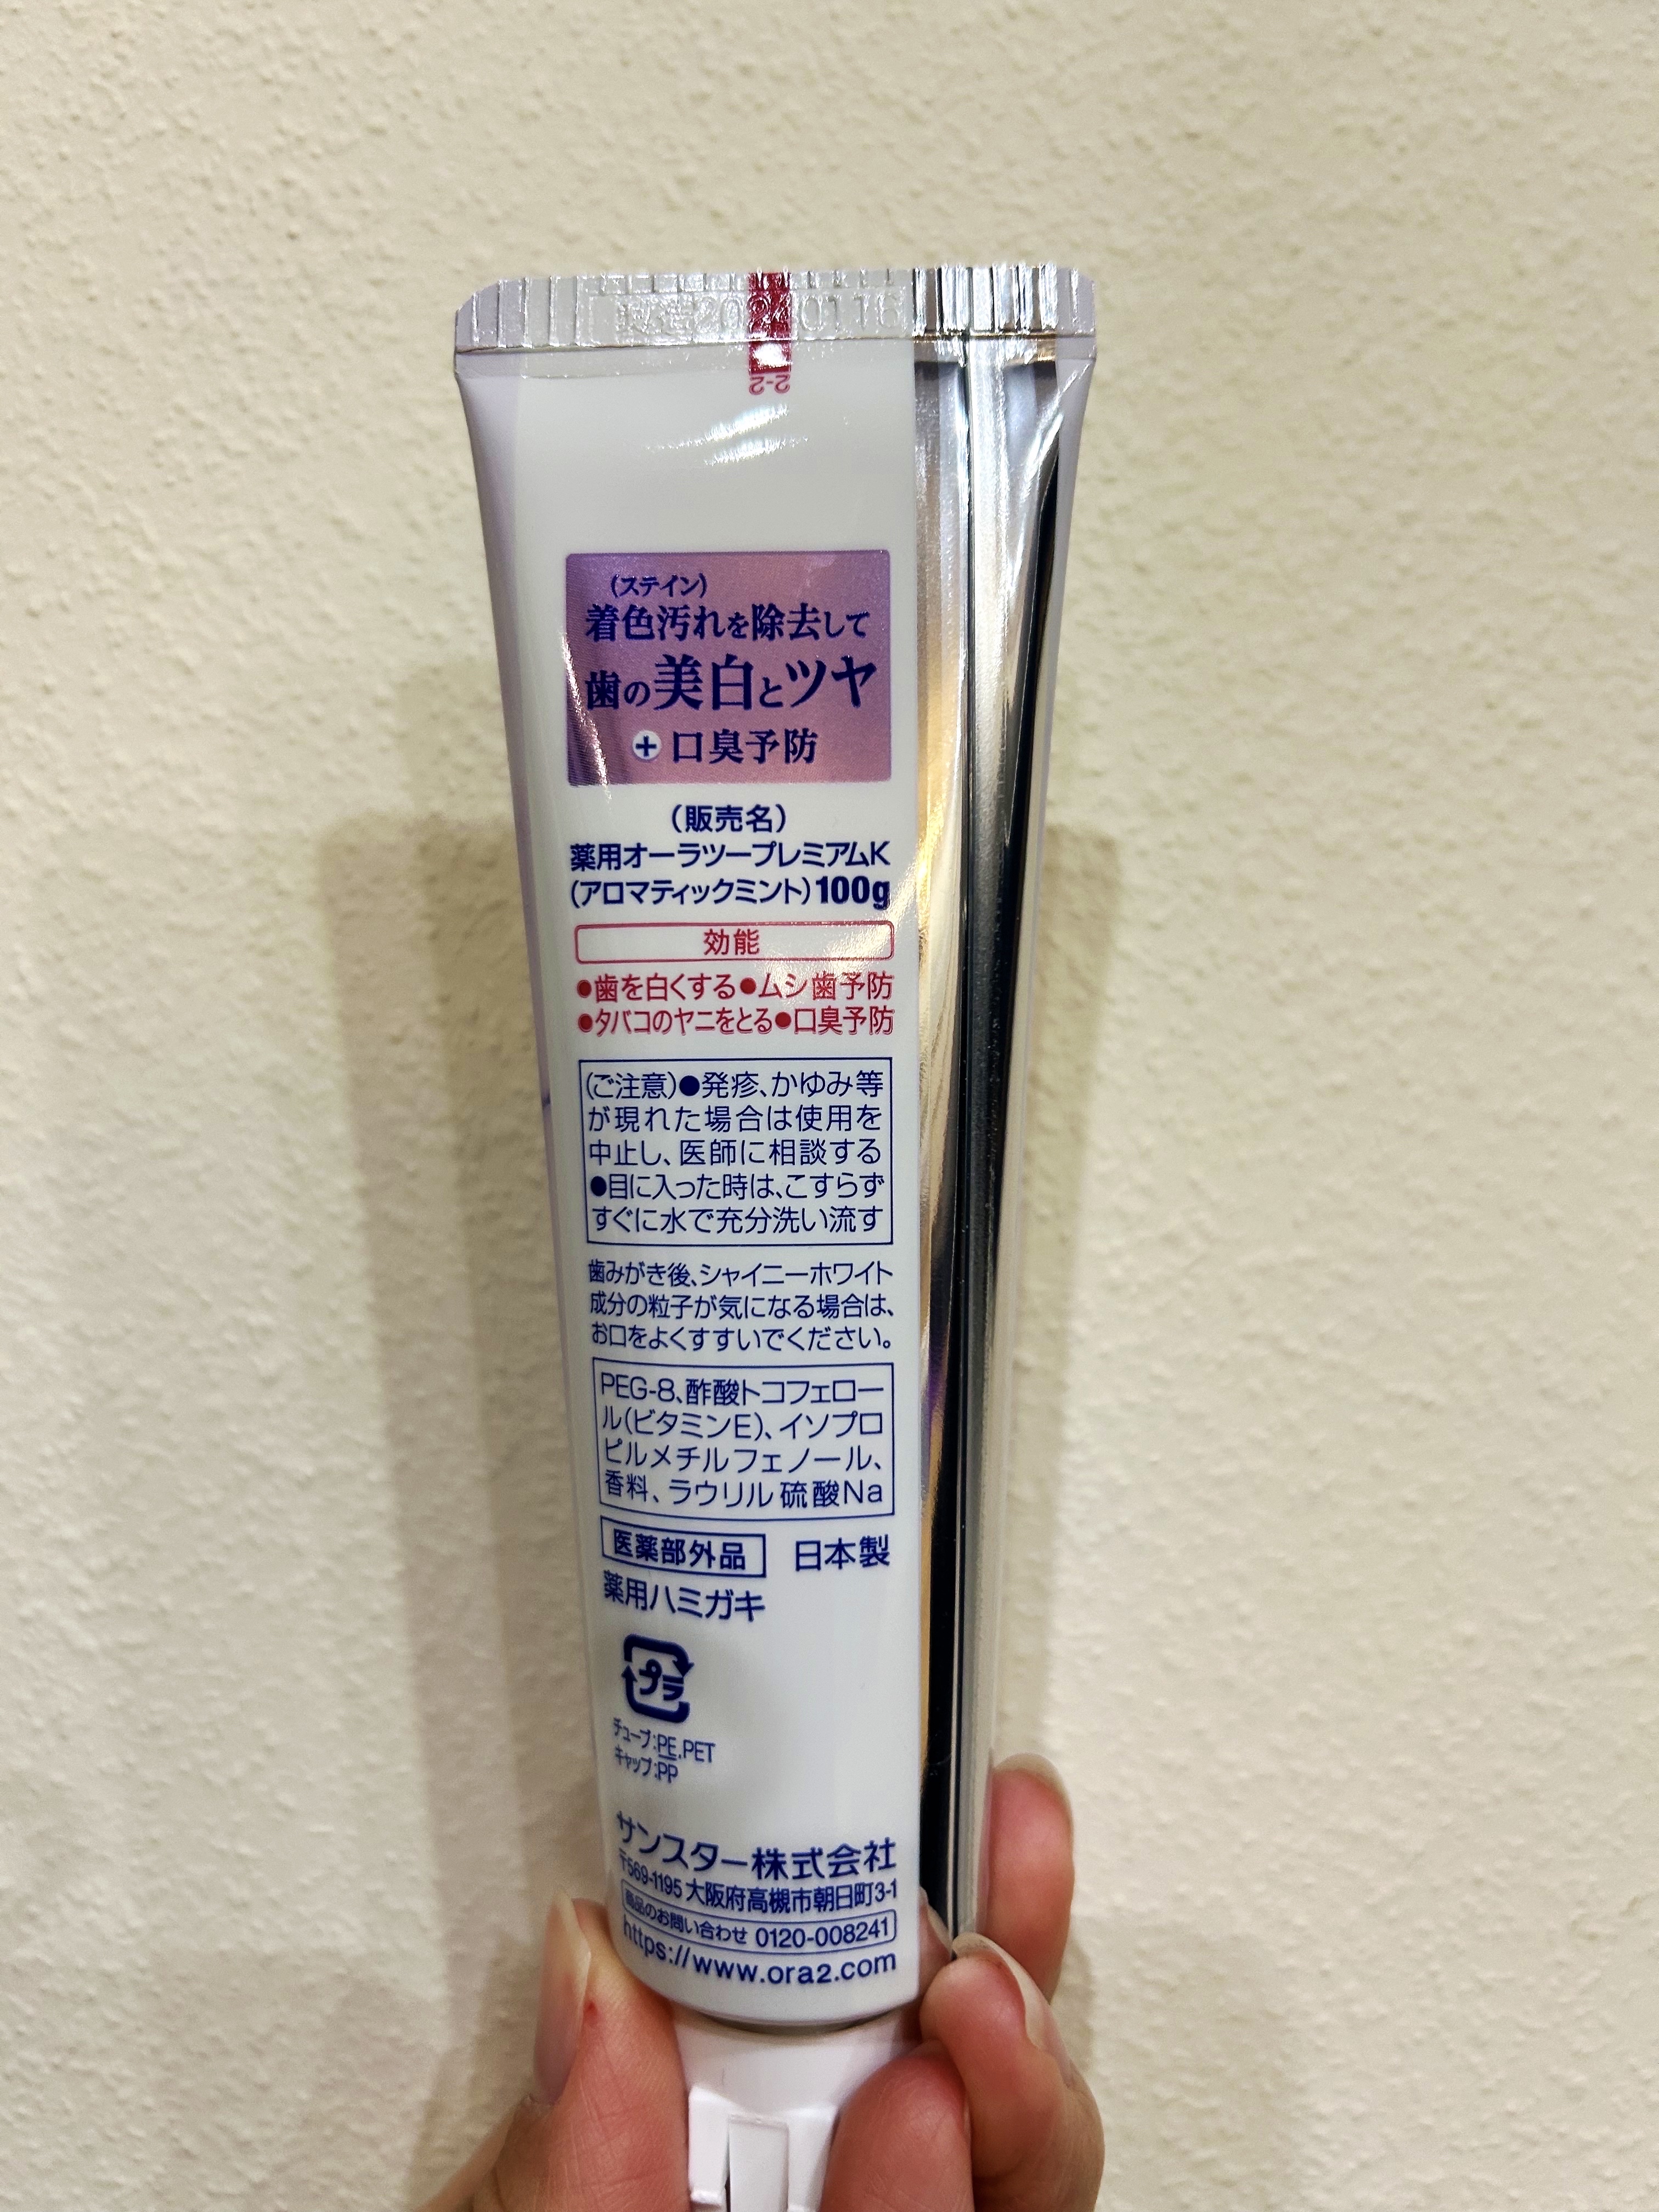 製造20240116
2-2
(ステイン)
着色汚れを除去して
歯の美白とツヤ
+口臭予防
(販売名)
薬用オーラツープレミアムK
(アロマティックミント)100g
効能
●歯を白くする●ムシ歯予防
●タバコのヤニをとる●口臭予防
(ご注意)●発疹、かゆみ等
が現れた場合は使用を
中止し、医師に相談する
●目に入った時は、こすらず
すぐに水で充分洗い流す
歯みがき後、シャイニーホワイト
成分の粒子が気になる場合は、
お口をよくすすいでください。
PEG-8、酢酸トコフェロー
ル(ビタミンE)、イソプロ
ピルメチルフェノール、
香料、ラウリル硫酸Na
医薬部外品 日本製
薬用ハミガキ
プラ
チューブ:PE,PET
キャップ:PP
サンスター株式会社
〒569-1195 大阪府高槻市朝日町3-1
商品のお問い合わせ 0120-008241
https://www.ora2.com